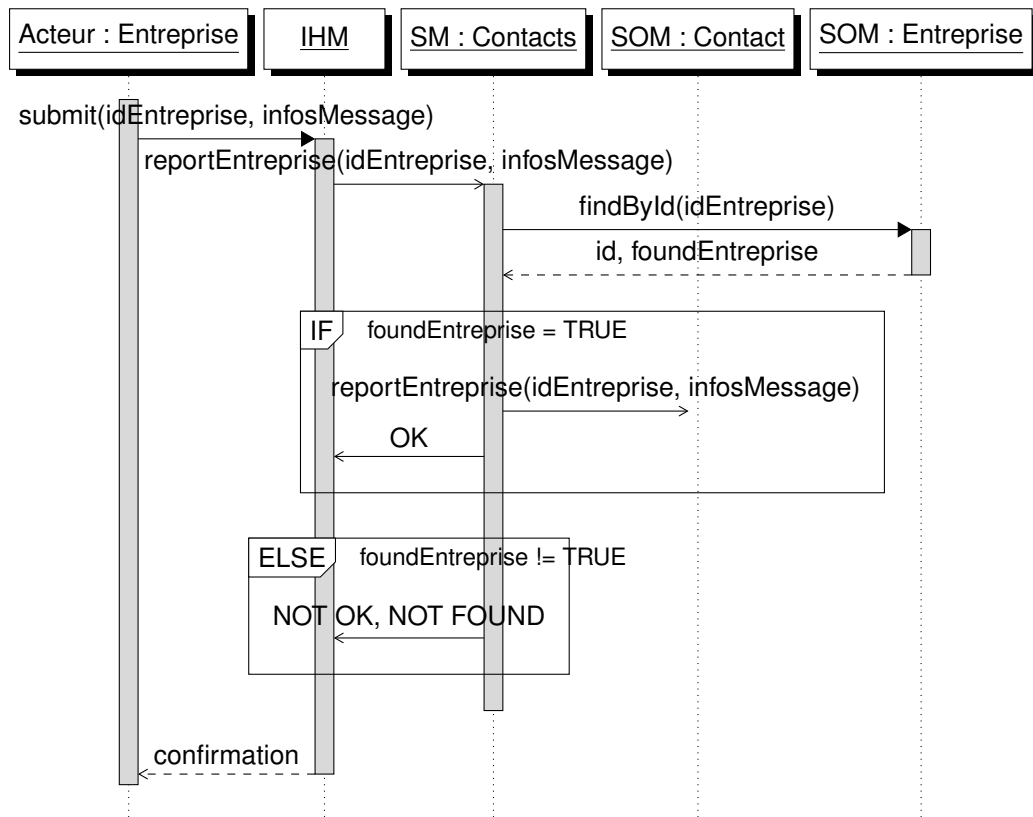 Acteur : Entreprise
IHM
SM : Contacts
SOM : Contact
SOM : Entreprise
submit(idEntreprise, infosMessage)
reportEntreprise(idEntreprise, infosMessage)
findById(idEntreprise)
id, foundEntreprise
IF
foundEntreprise = TRUE
reportEntreprise(idEntreprise, infosMessage)
OK
ELSE
foundEntreprise != TRUE
NOT OK, NOT FOUND
confirmation